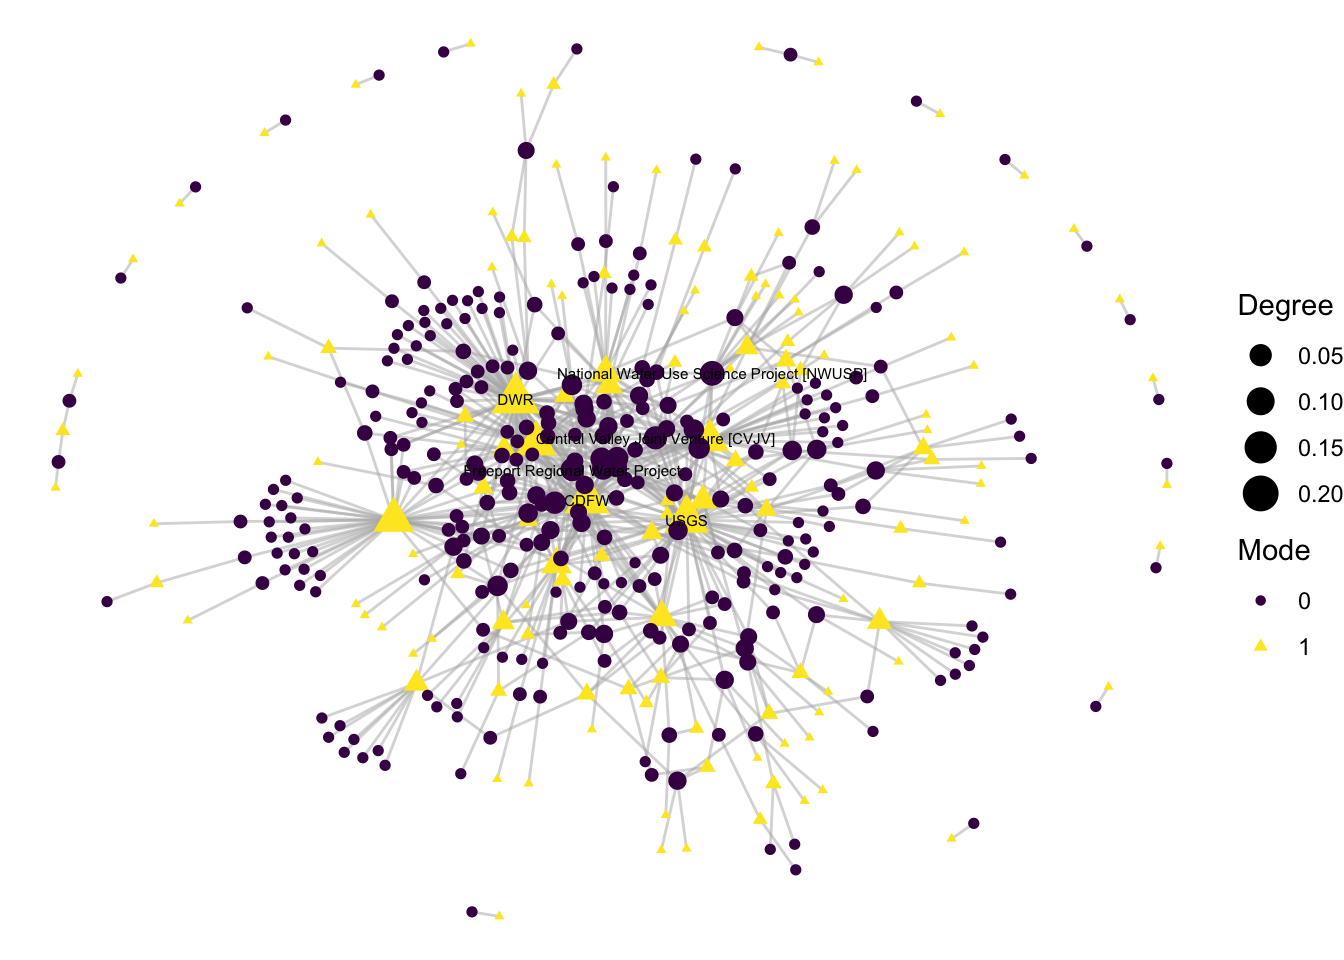 National Water Use Science Project [NWUSP]
DWR
Central Valley Joint Venture [CVJV]
Freeport Regional Water Project
CDFW
USGS
Degree
0.05
0.10
0.15
0.20
Mode
0
1